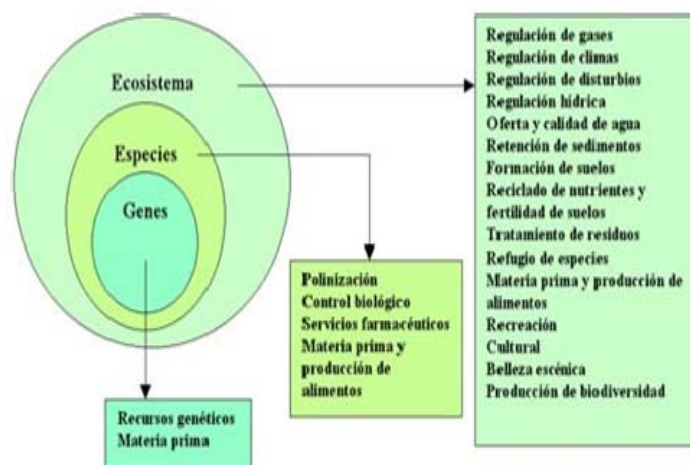 Ecosistema
Especies
Genes
Regulación de gases
Regulación de climas
Regulación de disturbios
Regulación hídrica
Oferta y calidad de agua
Retención de sedimentos
Formación de suelos
Reciclado de nutrientes y
fertilidad de suelos
Tratamiento de residuos
Refugio de especies
Materia prima y producción de
alimentos
Recreación
Cultural
Belleza escénica
Producción de biodiversidad
Polinización
Control biológico
Servicios farmacéuticos
Materia prima y
producción de
alimentos
Recursos genéticos
Materia prima